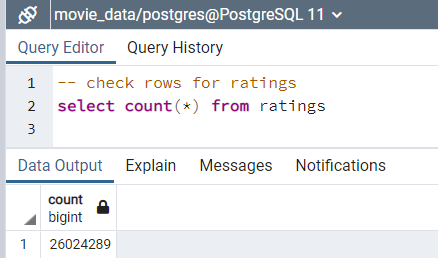 movie_data/postgres@PostgreSQL 11
Query Editor Query History
1 -- check rows for ratings
2 select count(*) from ratings
3
Data Output Explain Messages Notifications
count
bigint
1 26024289